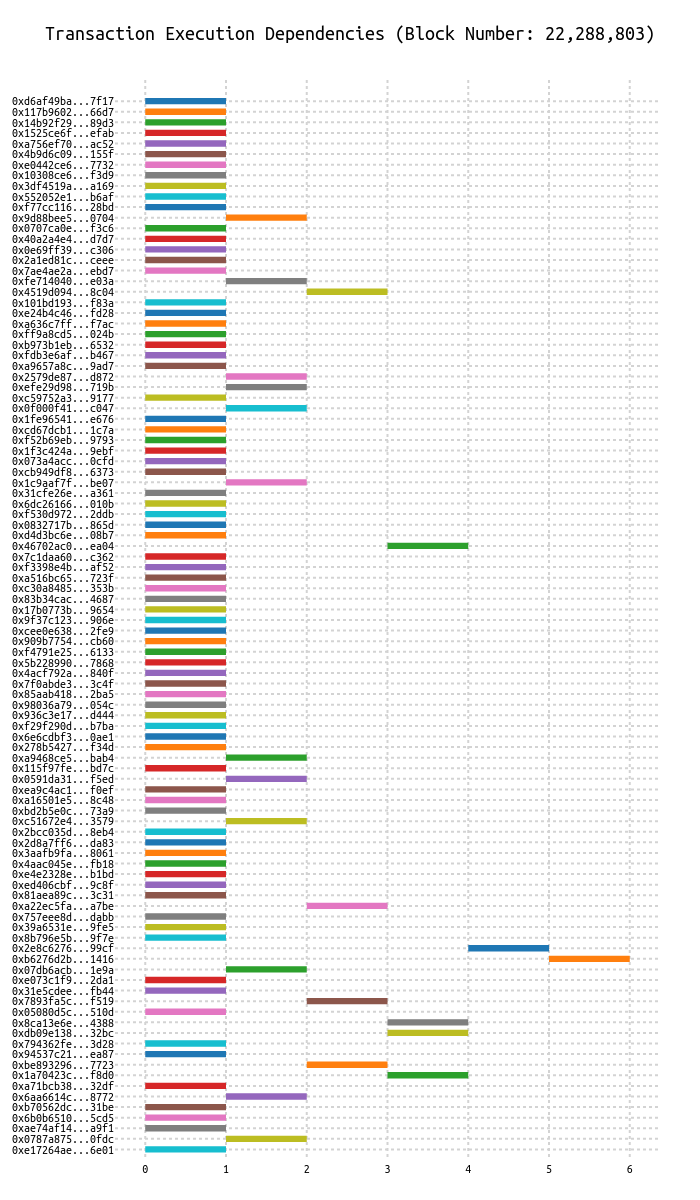 Transaction Execution Dependencies (Block Number: 22,288,803)
0xd6af49ba...7f17
0x117b9602...66d7
0x14b92f29...89d3
0x1525ce6f...efab
0xa756ef70...ac52
0x4b9d6c09...155f
0xe0442ce6...7732
0x10308ce6...f3d9
0x3df4519a...a169
0x552052e1...b6af
0xf77cc116...28bd
0x9d88bee5...0704
0x0707ca0e...f3c6
0x40a2a4e4...d7d7
0x0e69ff39...c306
0x2a1ed81c...ceee
0x7ae4ae2a...ebd7
0xfe714040...e03a
0x4519d094...8c04
0x101bd193...f83a
0xe24b4c46...fd28
0xa636c7ff...f7ac
0xff9a8cd5...024b
0xb973b1eb...6532
0xfdb3e6af...b467
0xa9657a8c...9ad7
0x2579de87...d872
0xefe29d98...719b
0xc59752a3...9177
0x0f000f41...c047
0x1fe96541...e676
0xcd67dcb1...1c7a
0xf52b69eb...9793
0x1f3c424a...9ebf
0x073a4acc...0cfd
0xcb949df8...6373
0x1c9aaf7f...be07
0x31cfe26e...a361
0x6dc26166...010b
0xf530d972...2ddb
0x0832717b...865d
0xd4d3bc6e...08b7
0x46702ac0...ea04
0x7c1daa60...c362
0xf3398e4b...af52
0xa516bc65...723f
0xc30a8485...353b
0x83b34cac...4687
0x17b0773b...9654
0x9f37c123...906e
0xcee0e638...2fe9
0x909b7754...cb60
0xf4791e25...6133
0x5b228990...7868
0x4acf792a...840f
0x7f0abde3...3c4f
0x85aab418...2ba5
0x98036a79...054c
0x936c3e17...d444
0xf29f290d...b7ba
0x6e6cdbf3...0ae1
0x278b5427...f34d
0xa9468ce5...bab4
0x115f97fe...bd7c
0x0591da31...f5ed
0xea9c4ac1...f0ef
0xa16501e5...8c48
0xbd2b5e0c...73a9
0xc51672e4...3579
0x2bcc035d...8eb4
0x2d8a7ff6...da83
0x3aafb9fa...8061
0x4aac045e...fb18
0xe4e2328e...b1bd
0xed406cbf...9c8f
0x81aea89c...3c31
0xa22ec5fa...a7be
0x757eee8d...dabb
0x39a6531e...9fe5
0x8b796e5b...9f7e
0x2e8c6276...99cf
0xb6276d2b...1416
0x07db6acb...1e9a
0xe073c1f9...2da1
0x31e5cdee...fb44
0x7893fa5c...f519
0x05080d5c...510d
0x8ca13e6e...4388
0xdb09e138...32bc
0x794362fe...3d28
0x94537c21...ea87
0xbe893296...7723
0x1a70423c...f8d0
0xa71bcb38...32df
0x6aa6614c...8772
0xb70562dc...31be
0x6b0b6510...5cd5
0xae74af14...a9f1
0x0787a875...0fdc
0xe17264ae...6e01
0 1 2 3 4 5 6